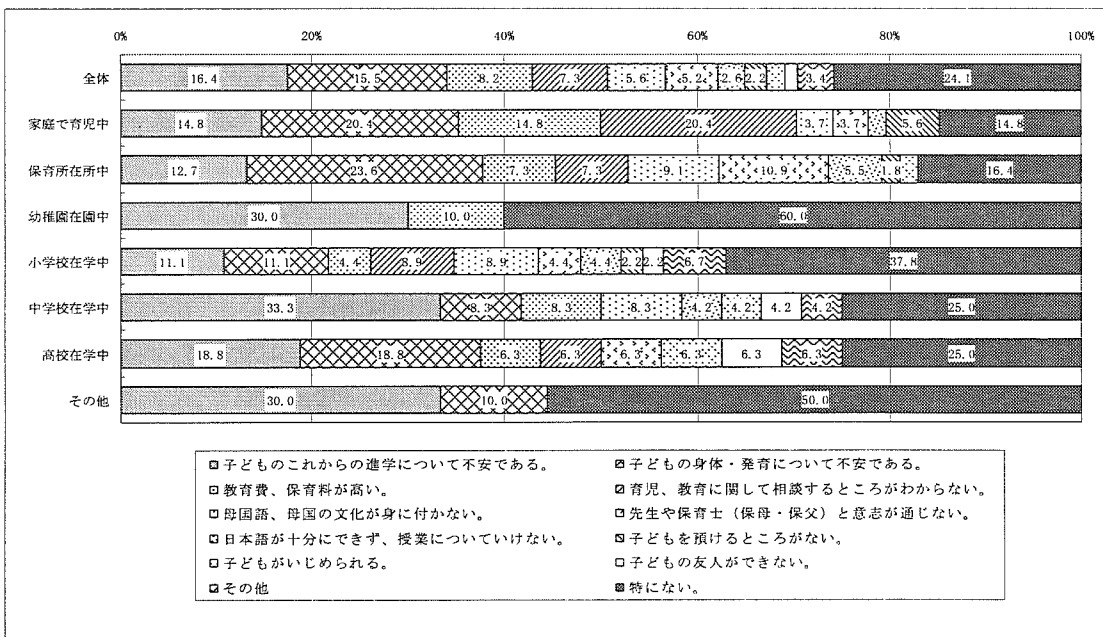 0% 20% 40% 60% 80% 100%
全体 16.4 15.5 8.2 7.3 5.6 5.2 2.6 2.2 3.4 24.1
家庭で育児中 14.8 20.4 14.8 20.4 3.7 3.7 5.6 14.8
保育所在所中 12.7 23.6 7.3 7.3 9.1 10.9 5.5 1.8 16.4
幼稚園在園中 30.0 10.0 60.0
小学校在学中 11.1 11.1 4.4 8.9 8.9 4.4 4.4 2.2 2.2 6.7 37.8
中学校在学中 33.3 8.3 8.3 8.3 4.2 4.2 4.2 4.2 25.0
高校在学中 18.8 18.8 6.3 6.3 6.3 6.3 6.3 6.3 25.0
その他 30.0 10.0 50.0
子どものこれからの進学について不安である。 子どもの身体・発育について不安である。
教育費、保育料が高い。 育児、教育に関して相談するところがわからない。
母国語、母国の文化が身に付かない。 先生や保育士（保母・保父）と意志が通じない。
日本語が十分にできず、授業についていけない。 子どもを預けるところがない。
子どもがいじめられる。 子どもの友人ができない。
その他 特にない。